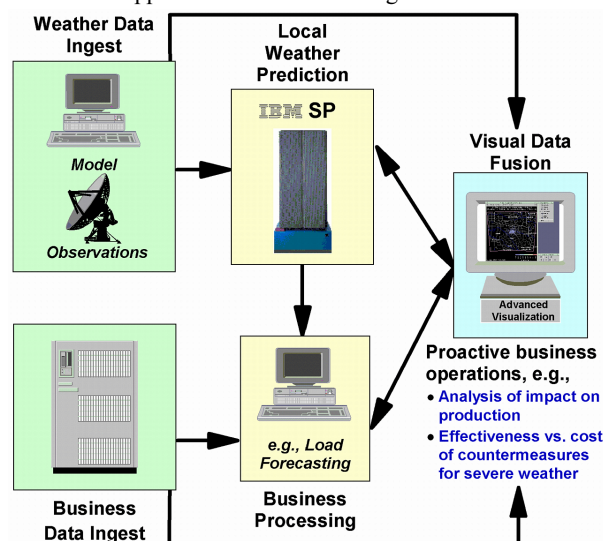 Weather Data
Ingest
Model
Observations
Local
Weather
Prediction
IBM SP
Visual Data
Fusion
Advanced
Visualization
Proactive business
operations, e.g.,
• Analysis of impact on
production
• Effectiveness vs. cost
of countermeasures
for severe weather
e.g., Load
Forecasting
Business
Processing
Business
Data Ingest